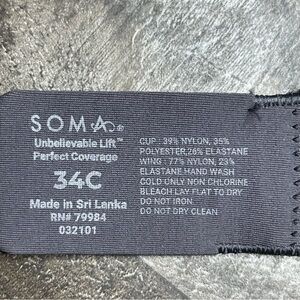 SOMA®
Unbelievable Lift™
Perfect Coverage
34C
Made in Sri Lanka
RN# 79984
032101
CUP : 39% NYLON, 35%
POLYESTER,26% ELASTANE
WING : 77% NYLON, 23%
ELASTANE HAND WASH
COLD ONLY NON CHLORINE
BLEACH LAY FLAT TO DRY
DO NOT IRON
DO NOT DRY CLEAN